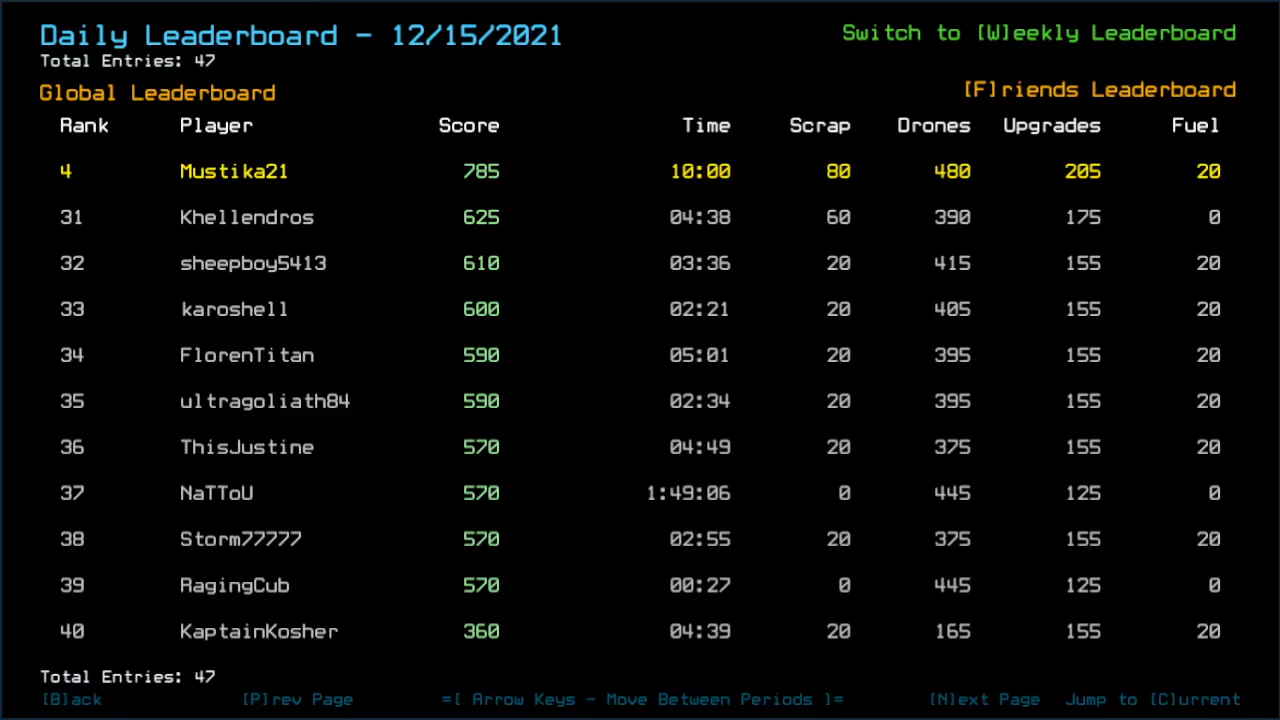 Daily Leaderboard - 12/15/2021 Switch to [W]eekly Leaderboard
Total Entries: 47
Global Leaderboard [F]riends Leaderboard
Rank Player Score Time Scrap Drones Upgrades Fuel
4 Mustika21 785 10:00 80 480 205 20
31 Khellendros 625 04:38 60 390 175 0
32 sheepboy5413 610 03:36 20 415 155 20
33 karoshell 600 02:21 20 405 155 20
34 FlorenTitan 590 05:01 20 395 155 20
35 ultragoliath84 590 02:34 20 395 155 20
36 ThisJustine 570 04:49 20 375 155 20
37 NaTToU 570 1:49:06 0 445 125 0
38 Storm77777 570 02:55 20 375 155 20
39 RagingCub 570 00:27 0 445 125 0
40 KaptainKosher 360 04:39 20 165 155 20
Total Entries: 47
[B]ack [P]rev Page =[ Arrow Keys - Move Between Periods ]= [N]ext Page Jump to [C]urrent